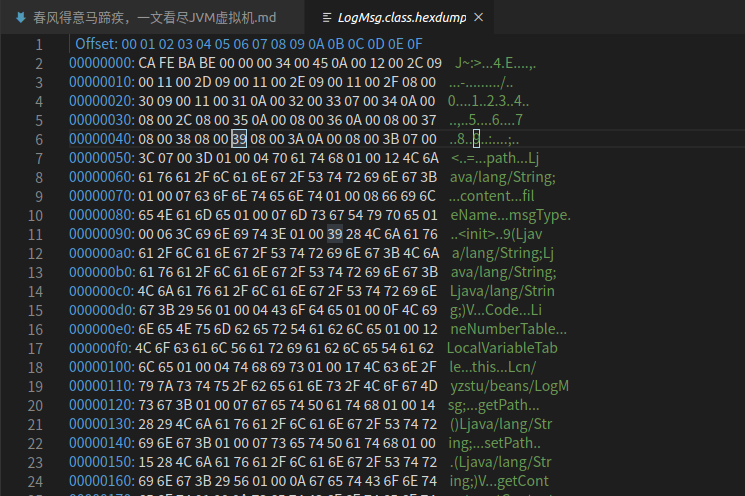 春风得意马蹄疾，一文看尽JVM虚拟机.md LogMsg.class.hexdump
1 Offset: 00 01 02 03 04 05 06 07 08 09 0A 0B 0C 0D 0E 0F
2 00000000: CA FE BA BE 00 00 00 34 00 45 0A 00 12 00 2C 09 J~:>...4.E....,.
3 00000010: 00 11 00 2D 09 00 11 00 2E 09 00 11 00 2F 08 00 ...-........./..
4 00000020: 30 09 00 11 00 31 0A 00 32 00 33 07 00 34 0A 00 0....1..2.3..4..
5 00000030: 08 00 2C 08 00 35 0A 00 08 00 36 0A 00 08 00 37 ..,..5....6....7
6 00000040: 08 00 38 08 00 39 08 00 3A 0A 00 08 00 3B 07 00 ..8..9..:....;..
7 00000050: 3C 07 00 3D 01 00 04 70 61 74 68 01 00 12 4C 6A <..=...path...Lj
8 00000060: 61 76 61 2F 6C 61 6E 67 2F 53 74 72 69 6E 67 3B ava/lang/String;
9 00000070: 01 00 07 63 6F 6E 74 65 6E 74 01 00 08 66 69 6C ...content...fil
10 00000080: 65 4E 61 6D 65 01 00 07 6D 73 67 54 79 70 65 01 eName...msgType.
11 00000090: 00 06 3C 69 6E 69 74 3E 01 00 39 28 4C 6A 61 76 ..<init>..9(Ljav
12 000000a0: 61 2F 6C 61 6E 67 2F 53 74 72 69 6E 67 3B 4C 6A a/lang/String;Lj
13 000000b0: 61 76 61 2F 6C 61 6E 67 2F 53 74 72 69 6E 67 3B ava/lang/String;
14 000000c0: 4C 6A 61 76 61 2F 6C 61 6E 67 2F 53 74 72 69 6E Ljava/lang/Strin
15 000000d0: 67 3B 29 56 01 00 04 43 6F 64 65 01 00 0F 4C 69 g;)V...Code...Li
16 000000e0: 6E 65 4E 75 6D 62 65 72 54 61 62 6C 65 01 00 12 neNumberTable...
17 000000f0: 4C 6F 63 61 6C 56 61 72 69 61 62 6C 65 54 61 62 LocalVariableTab
18 00000100: 6C 65 01 00 04 74 68 69 73 01 00 17 4C 63 6E 2F le...this...Lcn/
19 00000110: 79 7A 73 74 75 2F 62 65 61 6E 73 2F 4C 6F 67 4D yzstu/beans/LogM
20 00000120: 73 67 3B 01 00 07 67 65 74 50 61 74 68 01 00 14 sg;...getPath...
21 00000130: 28 29 4C 6A 61 76 61 2F 6C 61 6E 67 2F 53 74 72 ()Ljava/lang/Str
22 00000140: 69 6E 67 3B 01 00 07 73 65 74 50 61 74 68 01 00 ing;...setPath..
23 00000150: 15 28 4C 6A 61 76 61 2F 6C 61 6E 67 2F 53 74 72 .(Ljava/lang/Str
24 00000160: 69 6E 67 3B 29 56 01 00 0A 67 65 74 43 6F 6E 74 ing;)V...getCont